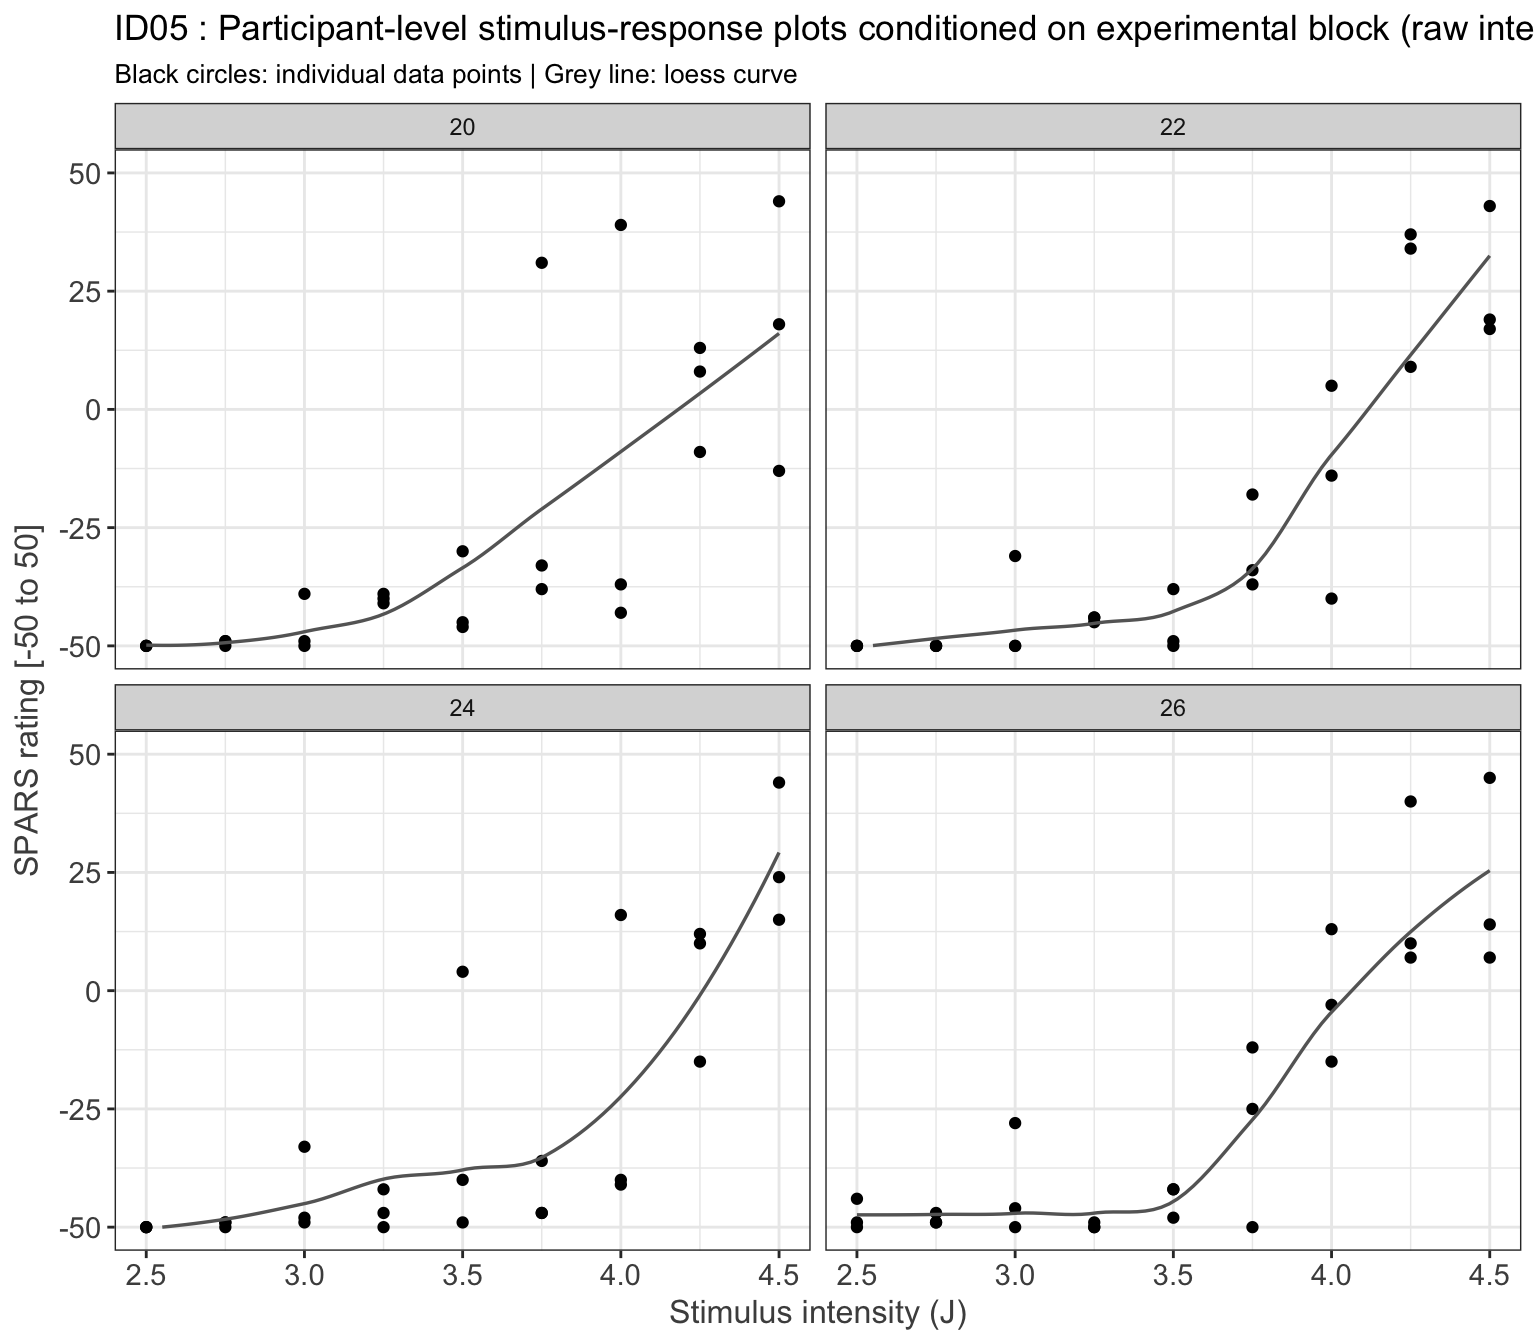 ID05 : Participant-level stimulus-response plots conditioned on experimental block (raw inte
Black circles: individual data points | Grey line: loess curve
20
22
50
25
0
-25
-50
SPARS rating [-50 to 50]
24
26
50
25
0
-25
-50
2.5 3.0 3.5 4.0 4.5
2.5 3.0 3.5 4.0 4.5
Stimulus intensity (J)